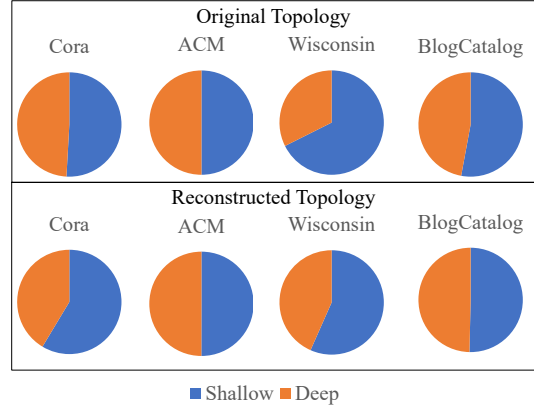 Original Topology
Cora ACM Wisconsin BlogCatalog
Reconstructed Topology
Cora ACM Wisconsin BlogCatalog
Shallow Deep